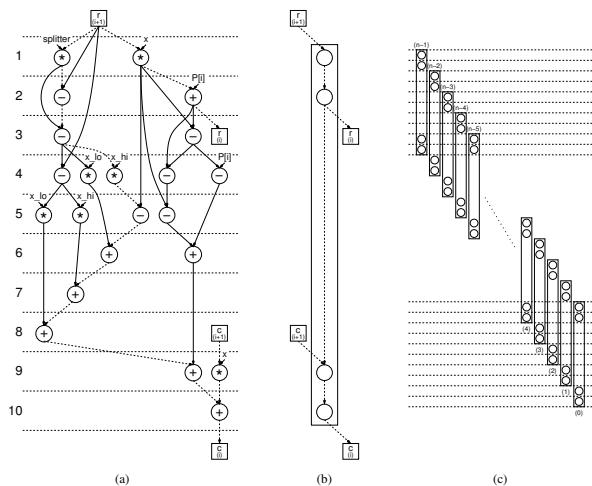 r
(i+1)
splitter
x
1
*
*
2
−
P[i]
+
3
−
−
r
(i)
4
−
x_lo
*
x_hi
*
−
P[i]
−
5
x_lo
*
x_hi
*
−
−
6
+
+
7
+
8
+
c
(i+1)
9
+
x
*
10
+
c
(i)
(a)
r
(i+1)
r
(i)
c
(i+1)
c
(i)
(b)
(n−1)
(n−2)
(n−3)
(n−4)
(n−5)
(4)
(3)
(2)
(1)
(0)
(c)